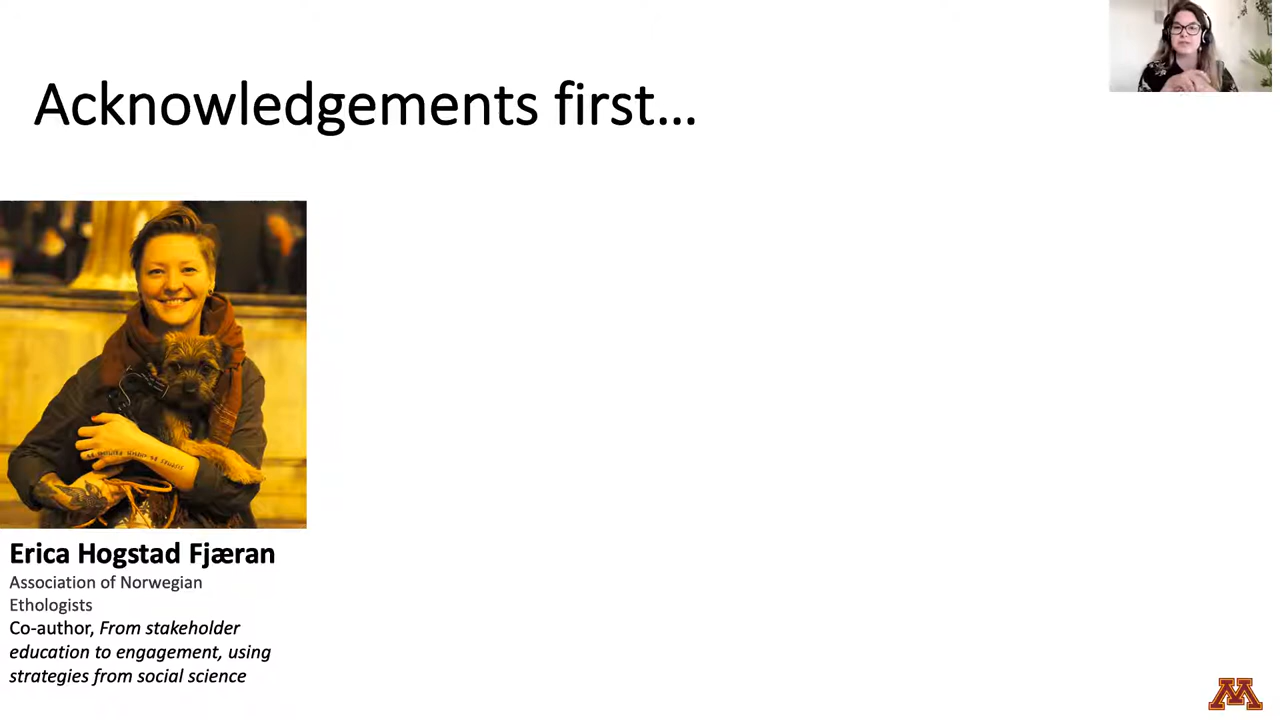 Acknowledgements first...
Erica Hogstad Fjæran
Association of Norwegian
Ethologists
Co-author, From stakeholder
education to engagement, using
strategies from social science
M